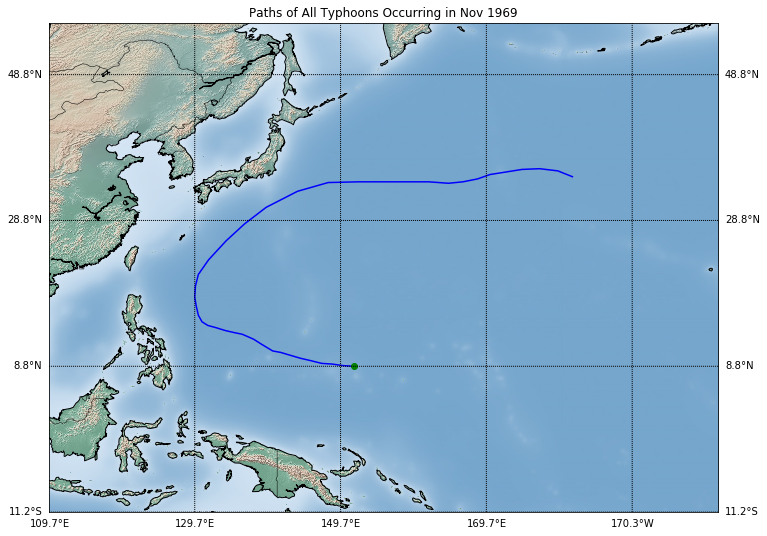 Paths of All Typhoons Occurring in Nov 1969
48.8°N 48.8°N
28.8°N 28.8°N
8.8°N 8.8°N
11.2°S 11.2°S
109.7°E 129.7°E 149.7°E 169.7°E 170.3°W